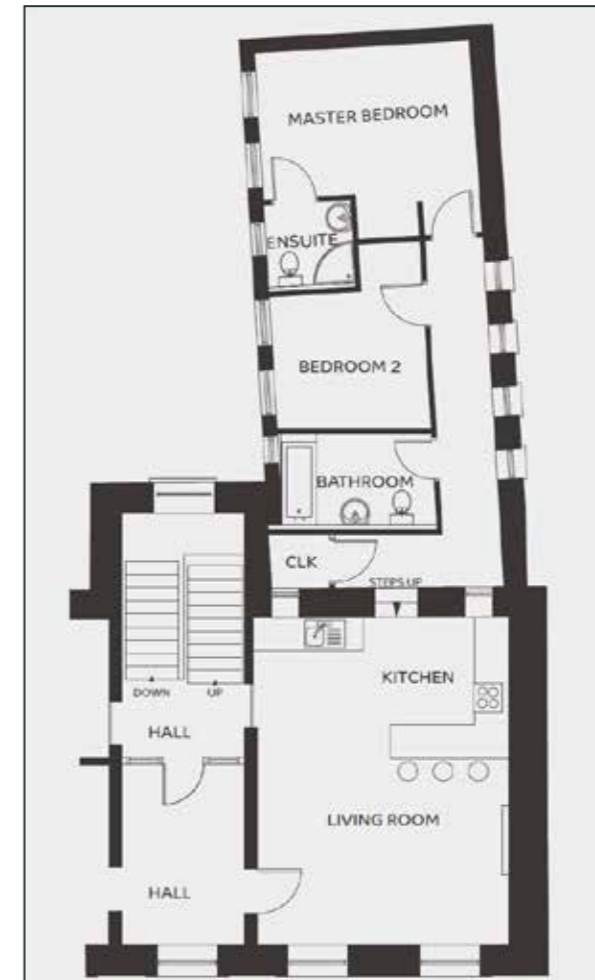 MASTER BEDROOM
ENSUITE
BEDROOM 2
BATHROOM
CLK
STEPS UP
KITCHEN
DOWN
UP
HALL
LIVING ROOM
HALL